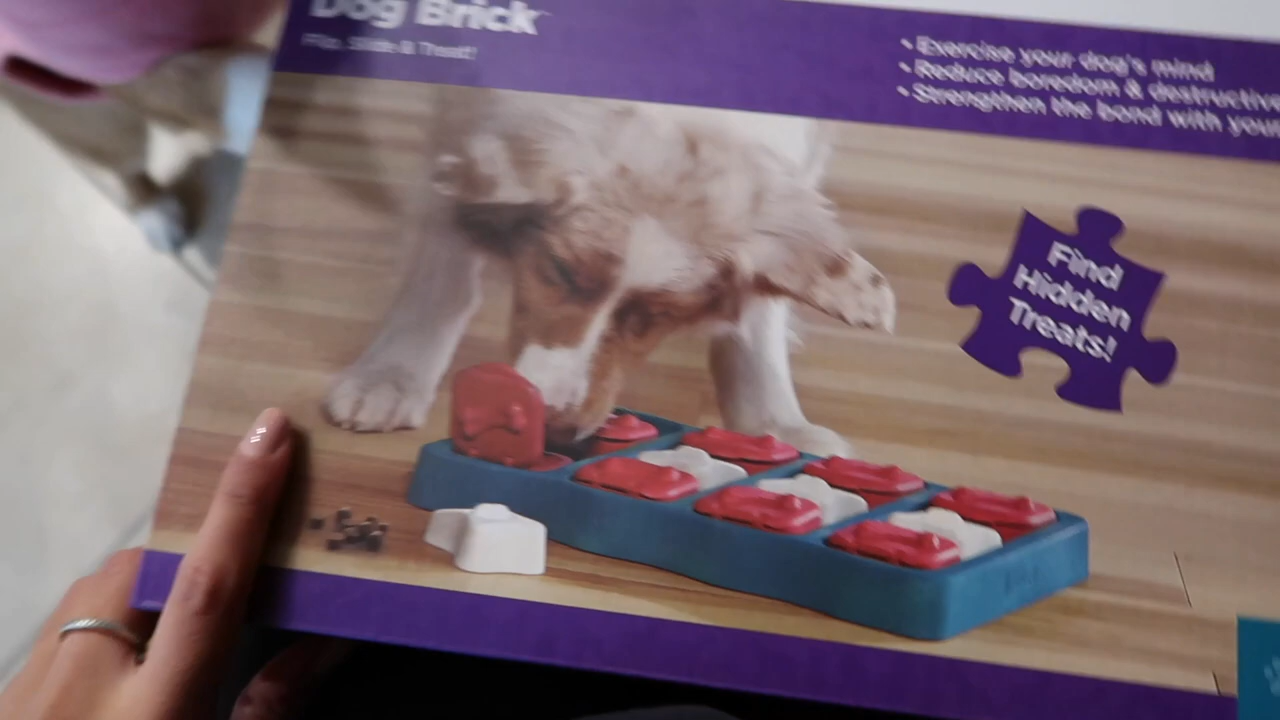 Dog Brick
Flip, Slide & Treat!
• Exercise your dog's mind
• Reduce boredom & destructive
• Strengthen the bond with your
Find
Hidden
Treats!